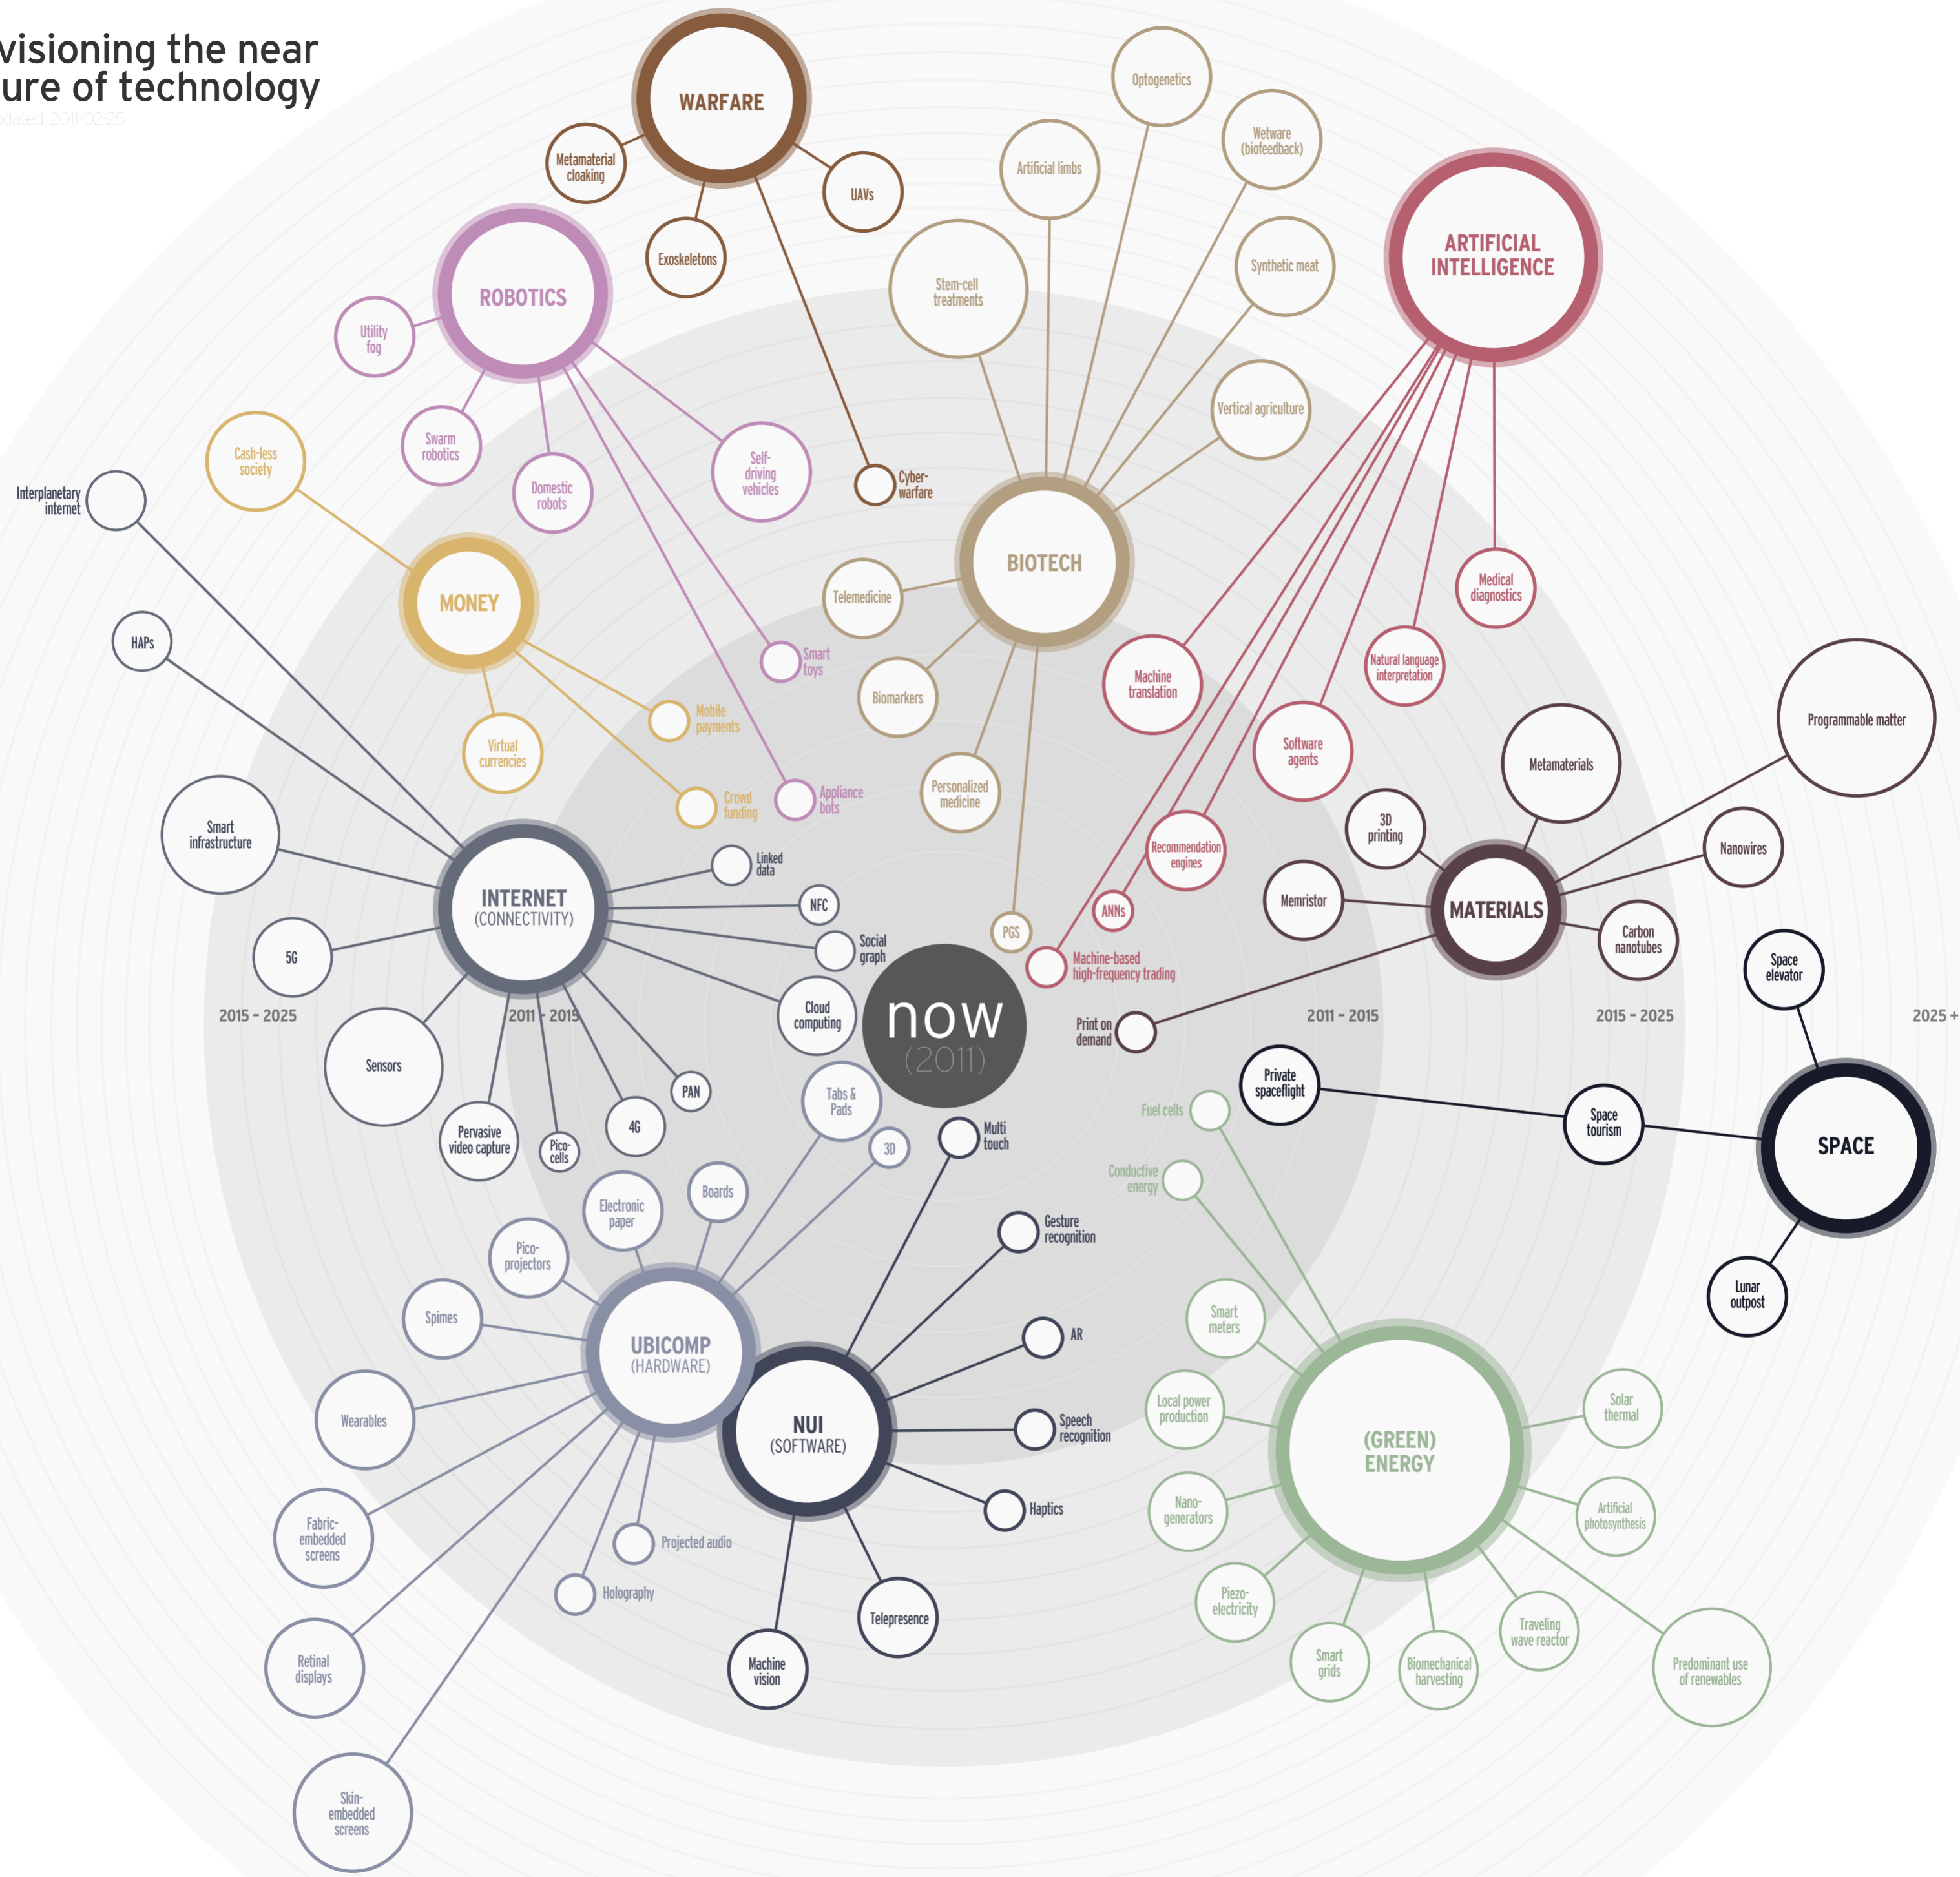 visioning the near
ure of technology
dated: 2011-02-25
WARFARE
Metamaterial
cloaking
Exoskeletons
UAVs
Cyber-
warfare
ROBOTICS
Utility
fog
Swarm
robotics
Domestic
robots
Self-
driving
vehicles
Smart
toys
Appliance
bots
Optogenetics
Wetware
(biofeedback)
Artificial limbs
Synthetic meat
Stem-cell
treatments
Vertical agriculture
BIOTECH
Telemedicine
Biomarkers
Personalized
medicine
PGS
ARTIFICIAL
INTELLIGENCE
Medical
diagnostics
Natural language
interpretation
Machine
translation
Software
agents
Recommendation
engines
ANNs
Machine-based
high-frequency trading
Cash-less
society
MONEY
Virtual
currencies
Mobile
payments
Crowd
funding
Interplanetary
internet
HAPs
Smart
infrastructure
INTERNET
(CONNECTIVITY)
Linked
data
NFC
Social
graph
Cloud
computing
5G
Sensors
Pervasive
video capture
Pico-
cells
4G
PAN
Programmable matter
Metamaterials
3D
printing
Nanowires
Memristor
MATERIALS
Carbon
nanotubes
Print on
demand
now
(2011)
2015 – 2025
2011 – 2015
2011 – 2015
2015 – 2025
2025 +
Space
elevator
Private
spaceflight
Space
tourism
SPACE
Lunar
outpost
Tabs &
Pads
3D
Boards
Electronic
paper
Pico-
projectors
Spimes
UBICOMP
(HARDWARE)
Wearables
Fabric-
embedded
screens
Retinal
displays
Skin-
embedded
screens
Holography
Projected audio
Multi
touch
Gesture
recognition
AR
Speech
recognition
NUI
(SOFTWARE)
Haptics
Telepresence
Machine
vision
Fuel cells
Conductive
energy
Smart
meters
Local power
production
(GREEN)
ENERGY
Solar
thermal
Nano-
generators
Artificial
photosynthesis
Piezo-
electricity
Smart
grids
Biomechanical
harvesting
Traveling
wave reactor
Predominant use
of renewables